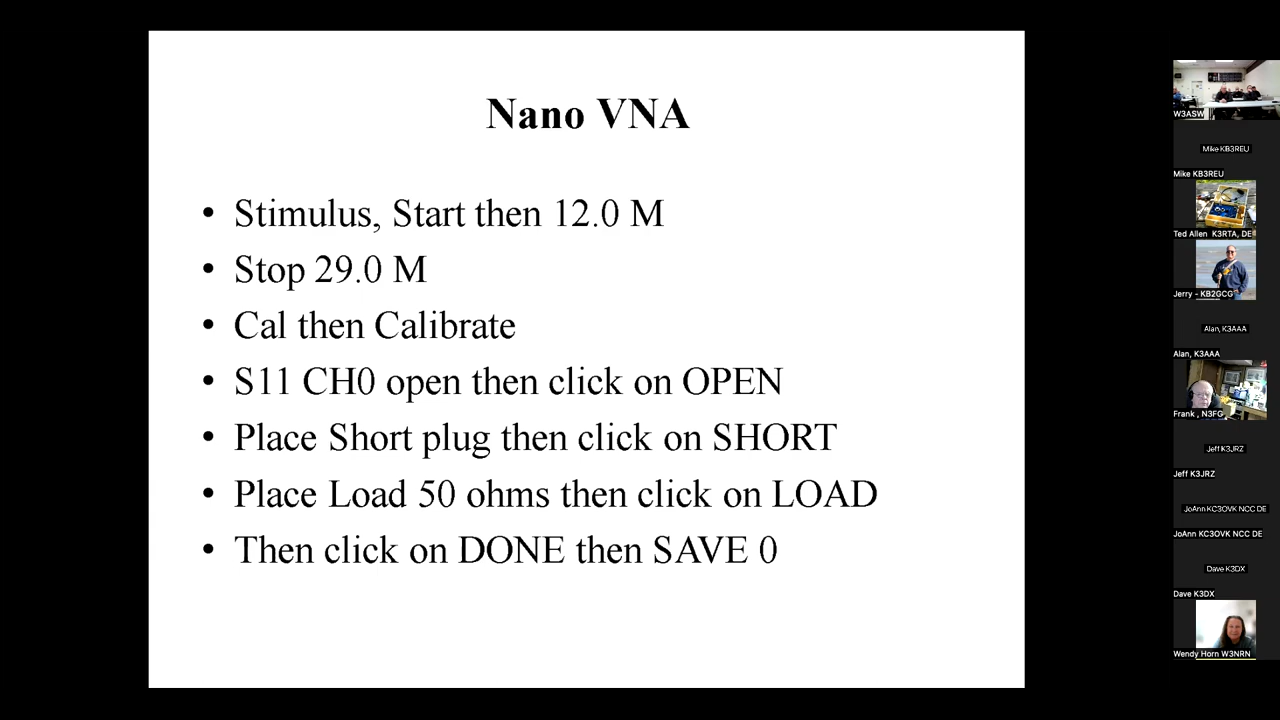 Nano VNA
• Stimulus, Start then 12.0 M
• Stop 29.0 M
• Cal then Calibrate
• S11 CH0 open then click on OPEN
• Place Short plug then click on SHORT
• Place Load 50 ohms then click on LOAD
• Then click on DONE then SAVE 0
W3ASW
Mike KB3REU
Mike KB3REU
Ted Allen K3RTA, DE
Jerry - KB2GCG
Alan, K3AAA
Alan, K3AAA
Frank , N3FG
Jeff K3JRZ
Jeff K3JRZ
JoAnn KC3OVK NCC DE
JoAnn KC3OVK NCC DE
Dave K3DX
Dave K3DX
Wendy Horn W3NRN